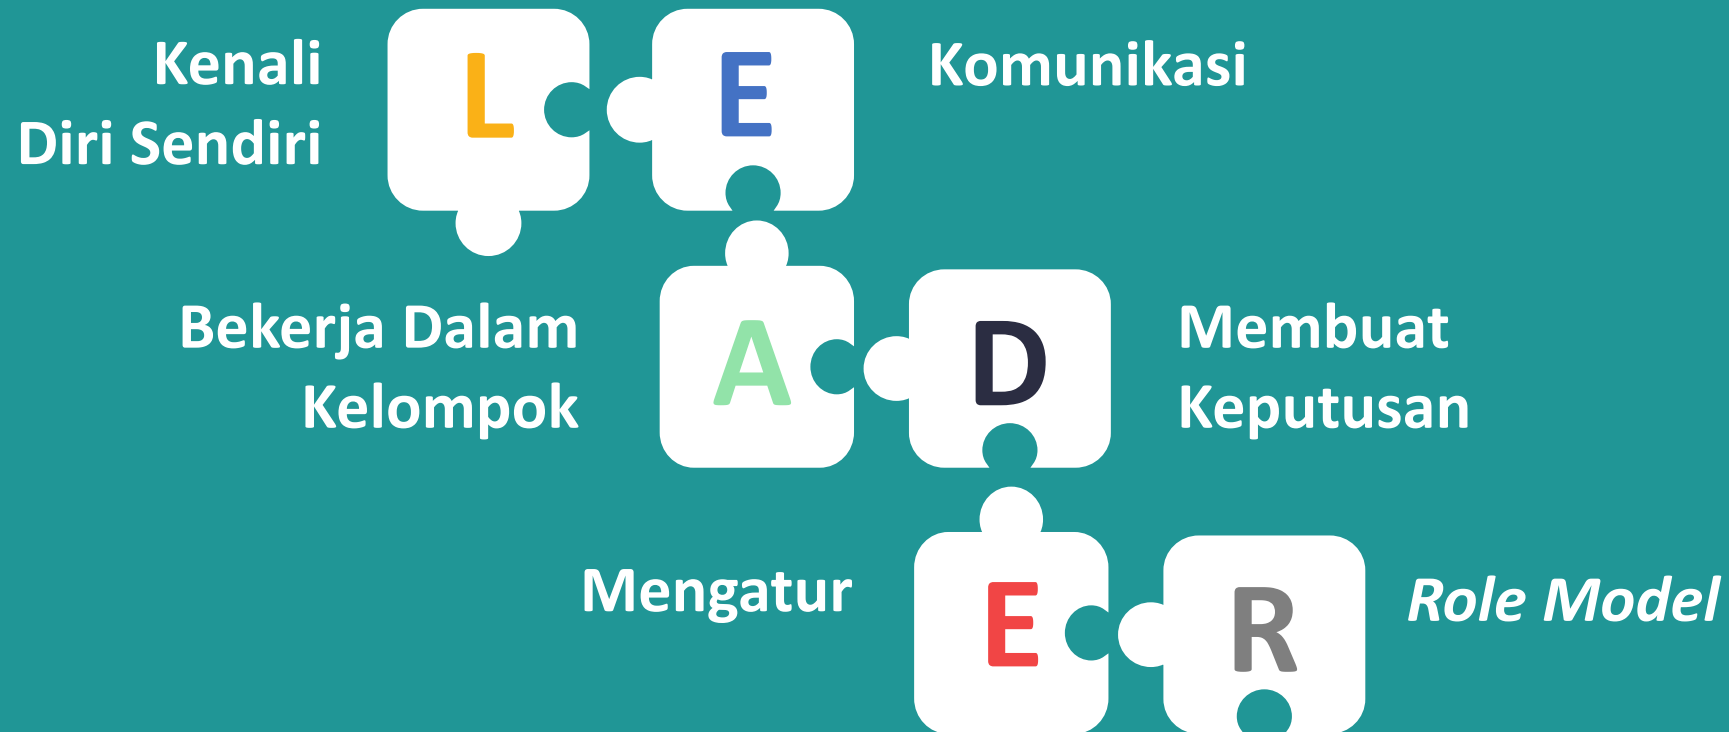 Kenali
Diri Sendiri
L
E
Komunikasi
Bekerja Dalam
Kelompok
A
D
Membuat
Keputusan
Mengatur
E
R
Role Model